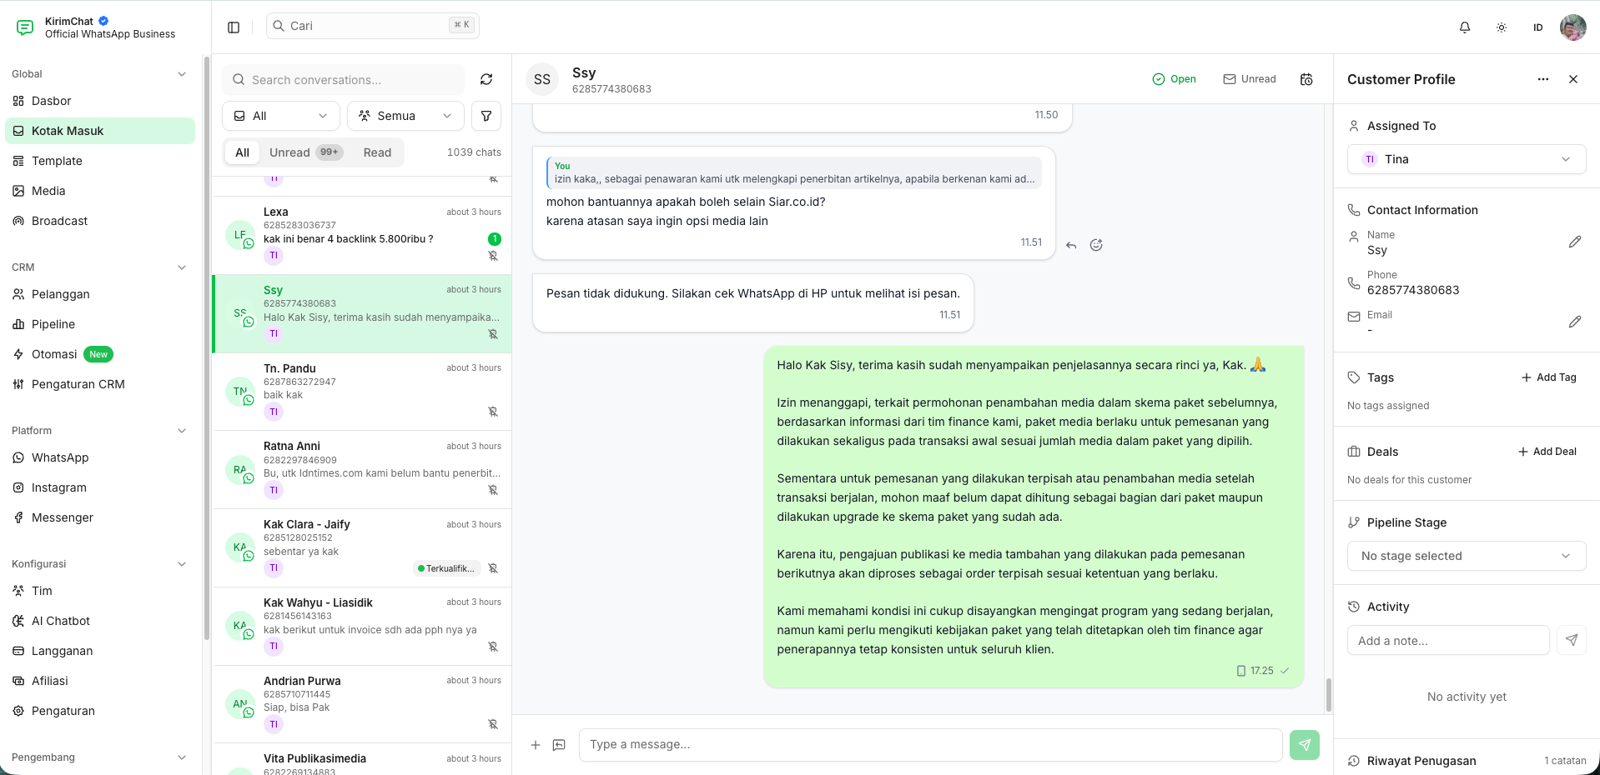 KirimChat
Official WhatsApp Business
Cari
⌘ K
ID
Global
Dasbor
Kotak Masuk
Template
Media
Broadcast
CRM
Pelanggan
Pipeline
Otomasi New
Pengaturan CRM
Platform
WhatsApp
Instagram
Messenger
Konfigurasi
Tim
AI Chatbot
Langganan
Afiliasi
Pengaturan
Pengembang
Search conversations...
All
Semua
All Unread 99+ Read 1039 chats
TI
Lexa about 3 hours
LE
6285283036737
kak ini benar 4 backlink 5.800ribu ? 1
TI
Ssy about 3 hours
SS
6285774380683
Halo Kak Sisy, terima kasih sudah menyampaika...
TI
Tn. Pandu about 3 hours
TN
6287863272947
baik kak
TI
Ratna Anni about 3 hours
RA
6282297846909
Bu, utk Idntimes.com kami belum bantu penerbit...
TI
Kak Clara - Jaify about 3 hours
KA
6285128025152
sebentar ya kak
TI Terkualifik...
Kak Wahyu - Liasidik about 3 hours
KA
6281456143163
kak berikut untuk invoice sdh ada pph nya ya
TI
Andrian Purwa about 3 hours
AN
6285710711445
Siap, bisa Pak
TI
Vita Publikasimedia about 3 hours
6282269134883
SS
Ssy
6285774380683
Open
Unread
11.50
You
izin kaka,, sebagai penawaran kami utk melengkapi penerbitan artikelnya, apabila berkenan kami ad...
mohon bantuannya apakah boleh selain Siar.co.id?
karena atasan saya ingin opsi media lain
11.51
Pesan tidak didukung. Silakan cek WhatsApp di HP untuk melihat isi pesan.
11.51
Halo Kak Sisy, terima kasih sudah menyampaikan penjelasannya secara rinci ya, Kak. 🙏
Izin menanggapi, terkait permohonan penambahan media dalam skema paket sebelumnya,
berdasarkan informasi dari tim finance kami, paket media berlaku untuk pemesanan yang
dilakukan sekaligus pada transaksi awal sesuai jumlah media dalam paket yang dipilih.
Sementara untuk pemesanan yang dilakukan terpisah atau penambahan media setelah
transaksi berjalan, mohon maaf belum dapat dihitung sebagai bagian dari paket maupun
dilakukan upgrade ke skema paket yang sudah ada.
Karena itu, pengajuan publikasi ke media tambahan yang dilakukan pada pemesanan
berikutnya akan diproses sebagai order terpisah sesuai ketentuan yang berlaku.
Kami memahami kondisi ini cukup disayangkan mengingat program yang sedang berjalan,
namun kami perlu mengikuti kebijakan paket yang telah ditetapkan oleh tim finance agar
penerapannya tetap konsisten untuk seluruh klien.
17.25
Type a message...
Customer Profile
Assigned To
TI Tina
Contact Information
Name
Ssy
Phone
6285774380683
Email
-
Tags
Add Tag
No tags assigned
Deals
Add Deal
No deals for this customer
Pipeline Stage
No stage selected
Activity
Add a note...
No activity yet
Riwayat Penugasan 1 catatan